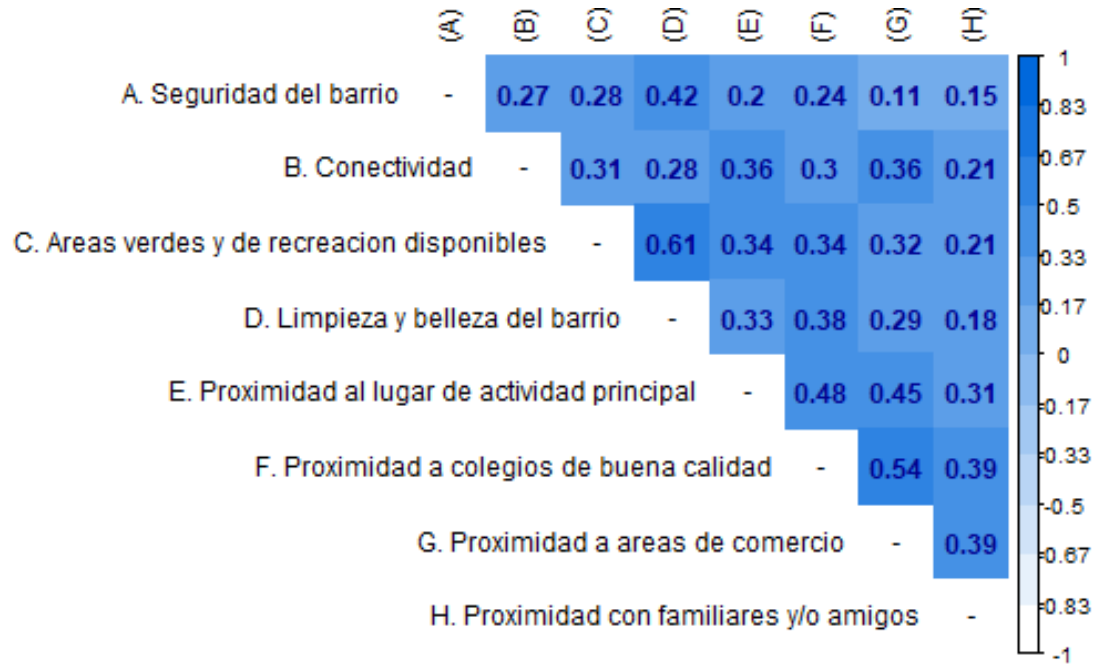 (A) (B) (C) (D) (E) (F) (G) (H)
A. Seguridad del barrio - 0.27 0.28 0.42 0.2 0.24 0.11 0.15
B. Conectividad - 0.31 0.28 0.36 0.3 0.36 0.21
C. Areas verdes y de recreacion disponibles - 0.61 0.34 0.34 0.32 0.21
D. Limpieza y belleza del barrio - 0.33 0.38 0.29 0.18
E. Proximidad al lugar de actividad principal - 0.48 0.45 0.31
F. Proximidad a colegios de buena calidad - 0.54 0.39
G. Proximidad a areas de comercio - 0.39
H. Proximidad con familiares y/o amigos -
1
0.83
0.67
0.5
0.33
0.17
0
-0.17
-0.33
-0.5
-0.67
-0.83
-1